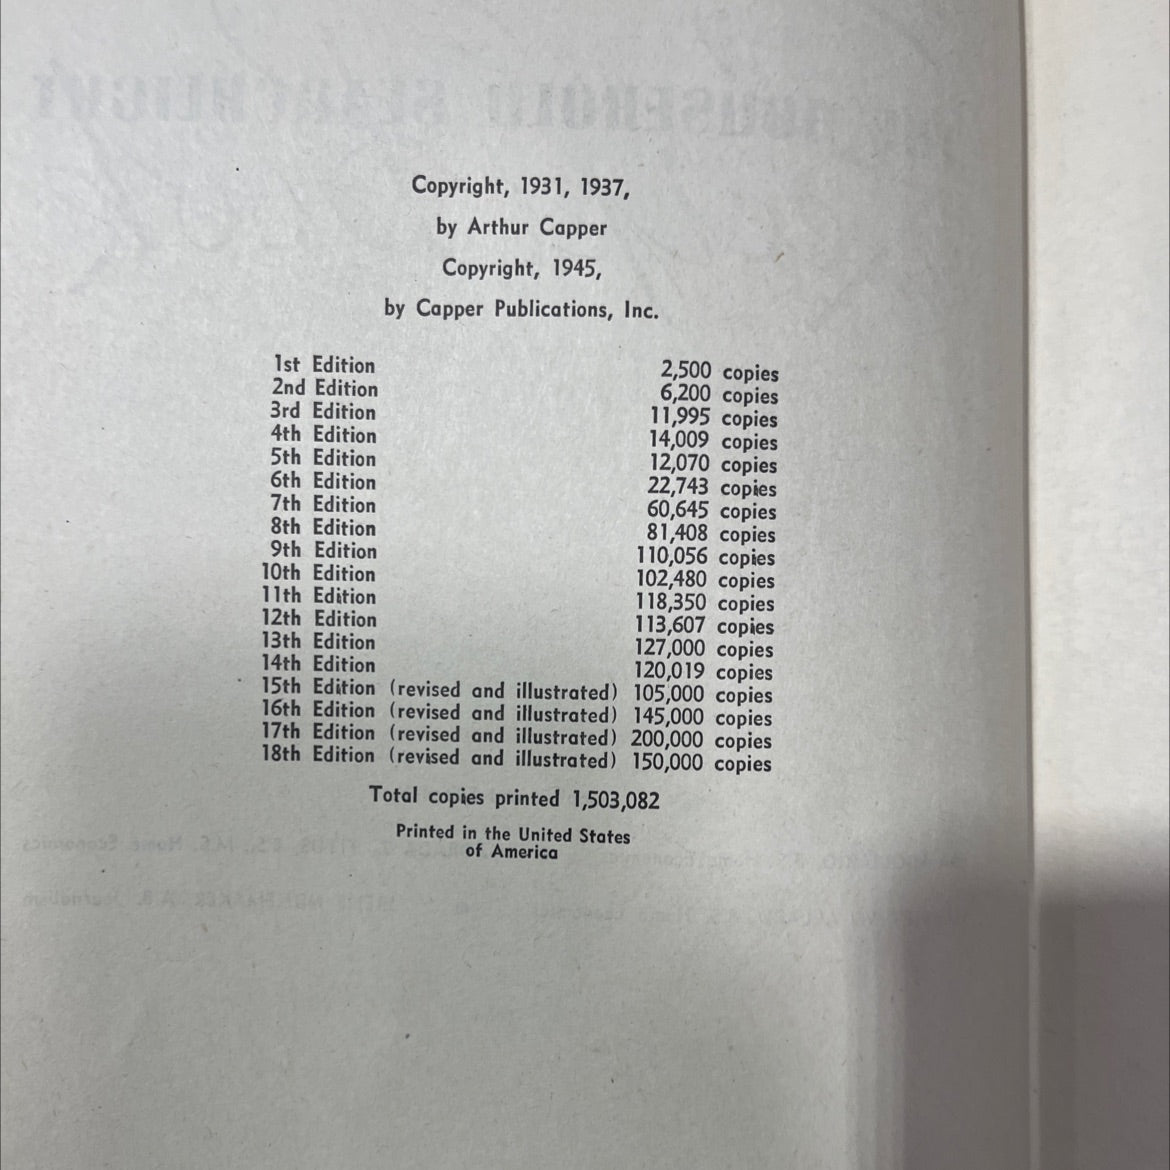 Copyright, 1931, 1937,
by Arthur Capper
Copyright, 1945,
by Capper Publications, Inc.
1st Edition 2,500 copies
2nd Edition 6,200 copies
3rd Edition 11,995 copies
4th Edition 14,009 copies
5th Edition 12,070 copies
6th Edition 22,743 copies
7th Edition 60,645 copies
8th Edition 81,408 copies
9th Edition 110,056 copies
10th Edition 102,480 copies
11th Edition 118,350 copies
12th Edition 113,607 copies
13th Edition 127,000 copies
14th Edition 120,019 copies
15th Edition (revised and illustrated) 105,000 copies
16th Edition (revised and illustrated) 145,000 copies
17th Edition (revised and illustrated) 200,000 copies
18th Edition (revised and illustrated) 150,000 copies
Total copies printed 1,503,082
Printed in the United States
of America